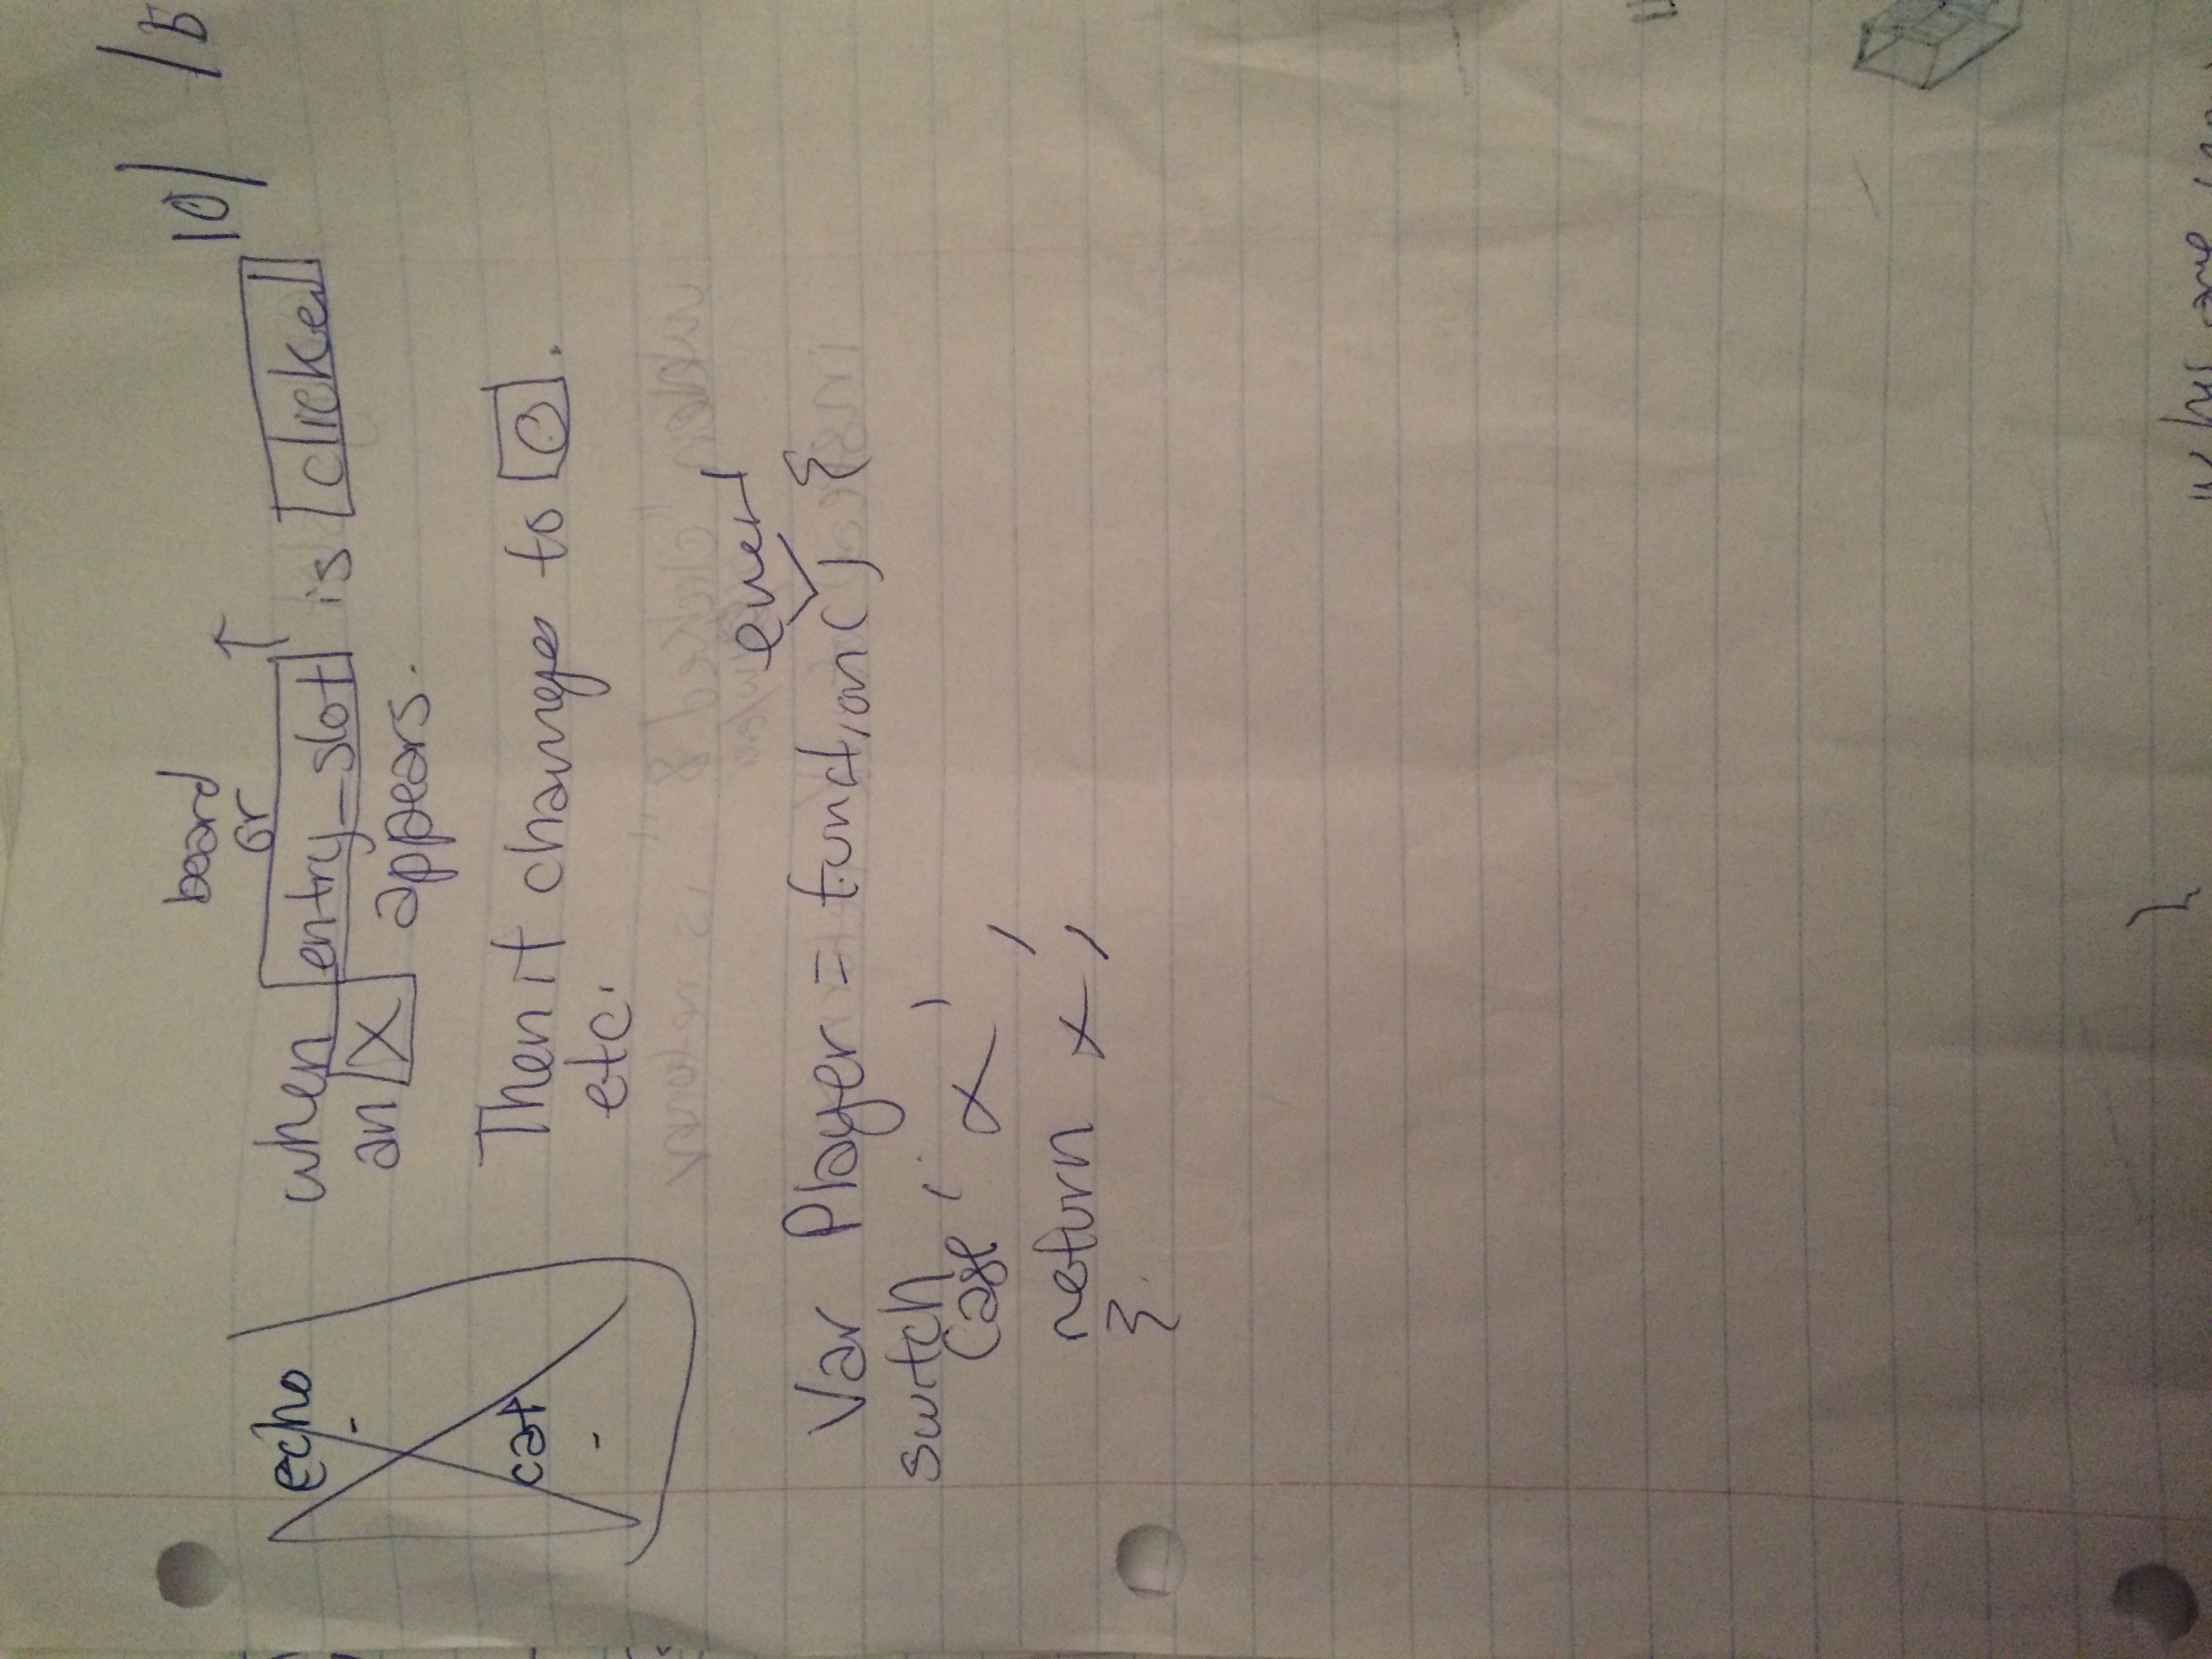 10/ /15
board
or ↑
echo
-
when entry_slot is clicked
an X appears.
cat
-
Then it changes to O.
etc.
event
Var Player = function() {
switch
Case 'x',
return x;
}
}